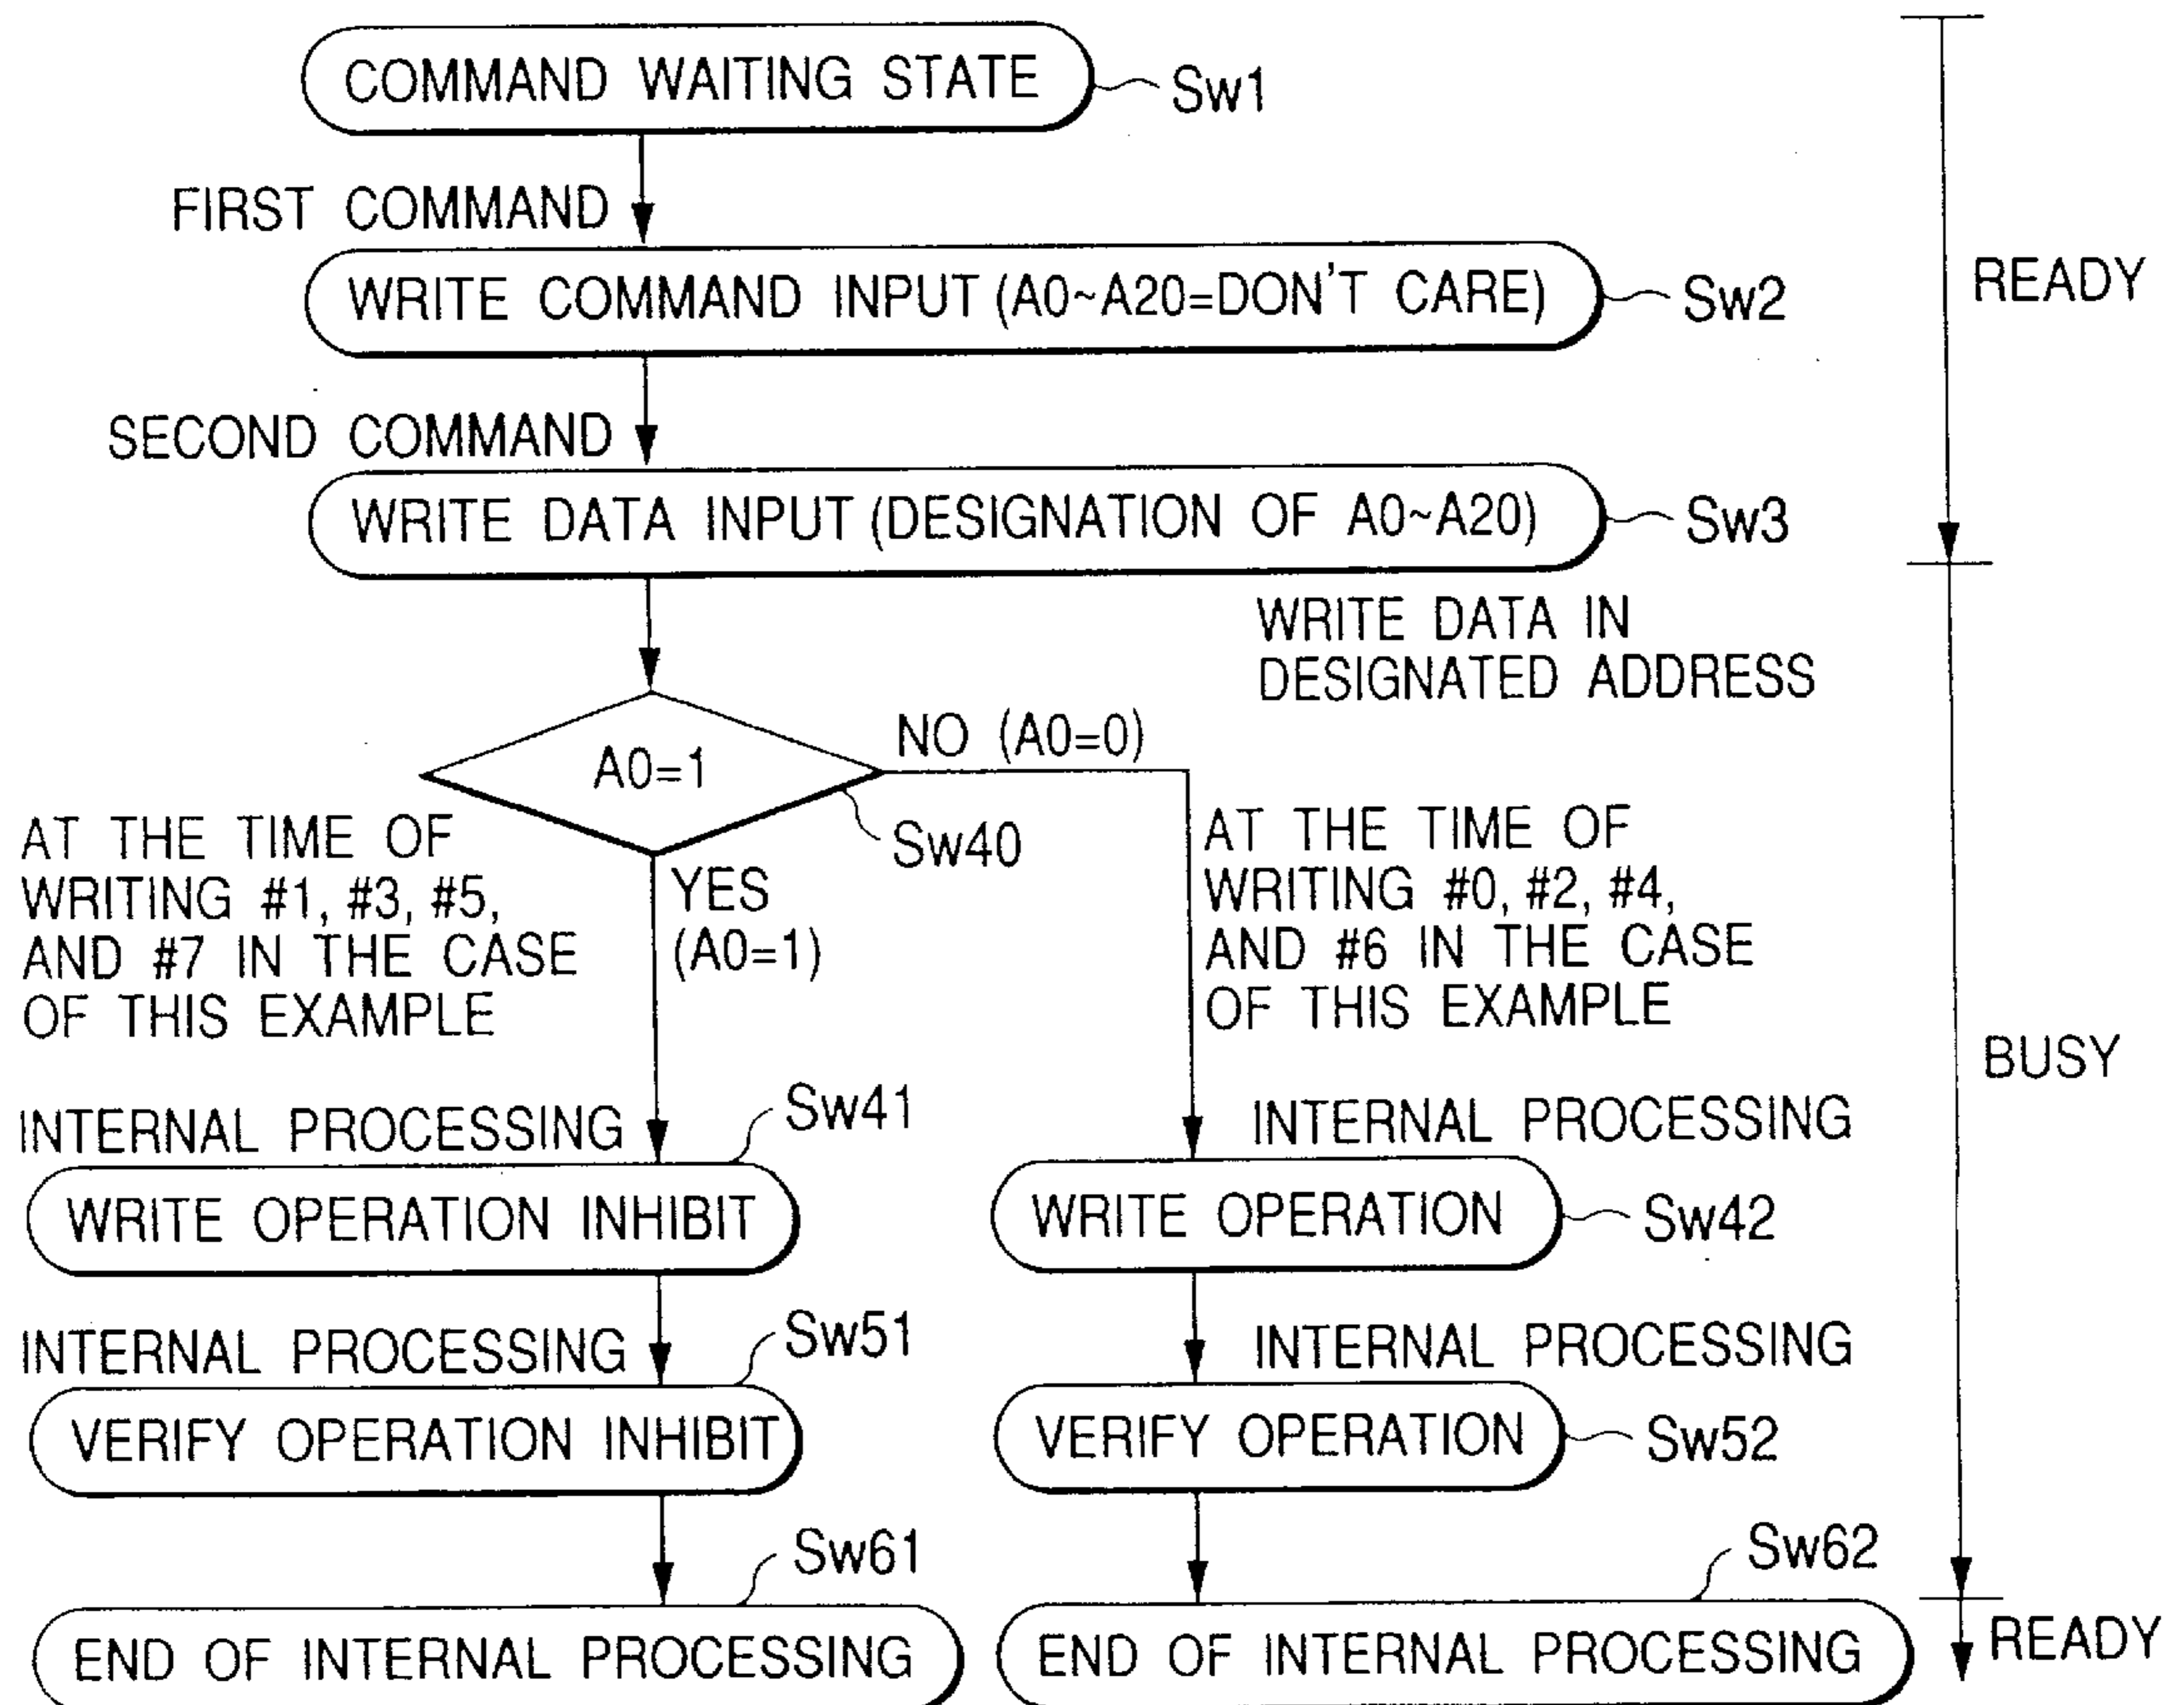 COMMAND WAITING STATE
Sw1
FIRST COMMAND
WRITE COMMAND INPUT (A0~A20=DON'T CARE)
Sw2
READY
SECOND COMMAND
WRITE DATA INPUT (DESIGNATION OF A0~A20)
Sw3
WRITE DATA IN
DESIGNATED ADDRESS
A0=1
NO (A0=0)
Sw40
AT THE TIME OF
WRITING #1, #3, #5,
AND #7 IN THE CASE
OF THIS EXAMPLE
YES
(A0=1)
AT THE TIME OF
WRITING #0, #2, #4,
AND #6 IN THE CASE
OF THIS EXAMPLE
BUSY
INTERNAL PROCESSING
Sw41
INTERNAL PROCESSING
WRITE OPERATION INHIBIT
WRITE OPERATION
Sw42
INTERNAL PROCESSING
Sw51
INTERNAL PROCESSING
VERIFY OPERATION INHIBIT
VERIFY OPERATION
Sw52
Sw61
Sw62
END OF INTERNAL PROCESSING
END OF INTERNAL PROCESSING
READY